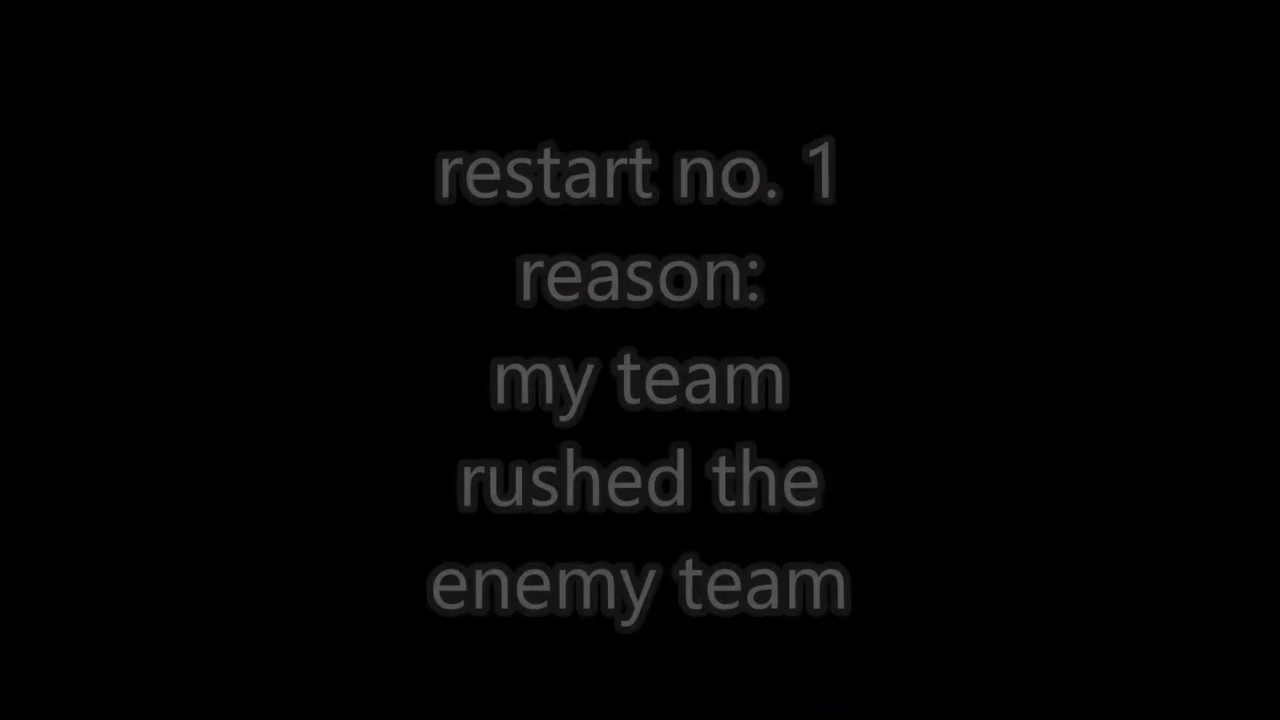 restart no. 1
reason:
my team
rushed the
enemy team